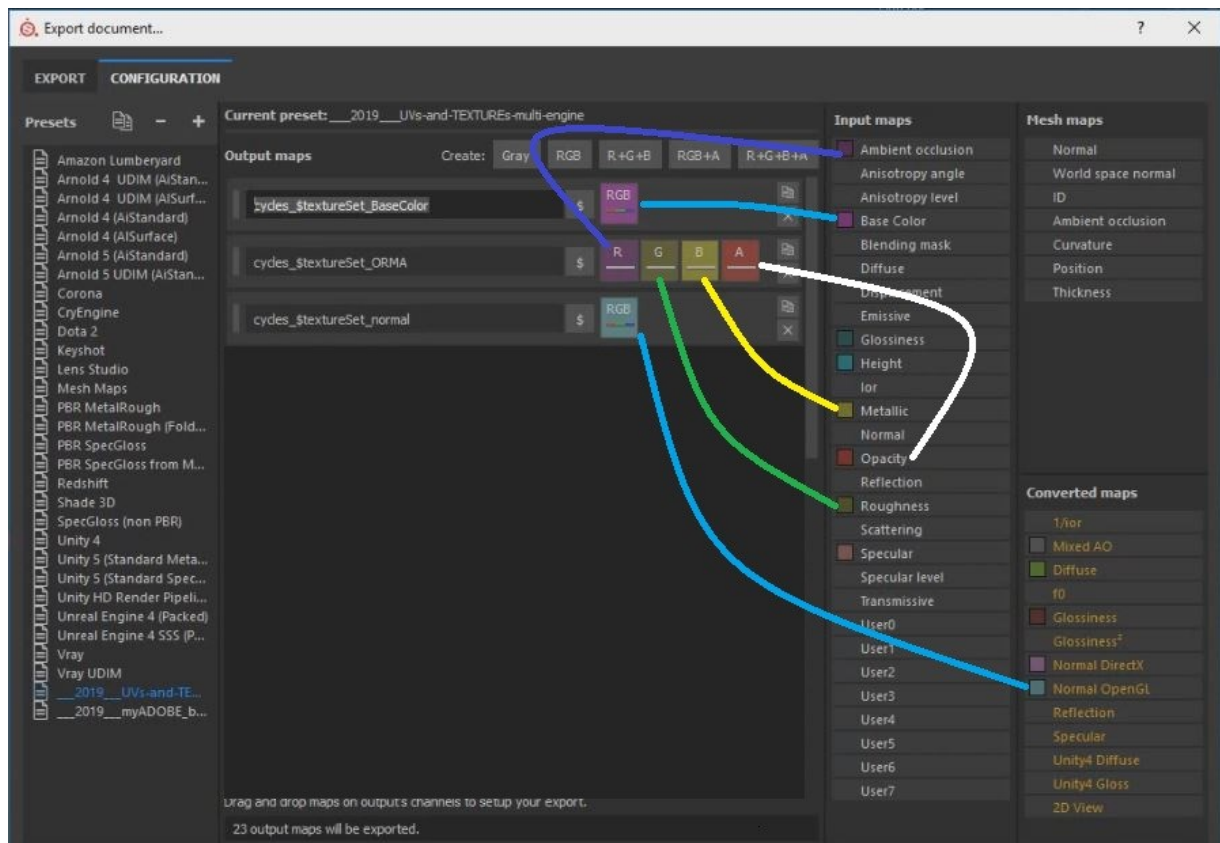 Export document...
?
EXPORT
CONFIGURATION
Presets
Amazon Lumberyard
Arnold 4 UDIM (AiStan...
Arnold 4 UDIM (AlSurf...
Arnold 4 (AiStandard)
Arnold 4 (AlSurface)
Arnold 5 (AiStandard)
Arnold 5 UDIM (AiStan...
Corona
CryEngine
Dota 2
Keyshot
Lens Studio
Mesh Maps
PBR MetalRough
PBR MetalRough (Fold...
PBR SpecGloss
PBR SpecGloss from M...
Redshift
Shade 3D
SpecGloss (non PBR)
Unity 4
Unity 5 (Standard Meta...
Unity 5 (Standard Spec...
Unity HD Render Pipeli...
Unreal Engine 4 (Packed)
Unreal Engine 4 SSS (P...
Vray
Vray UDIM
___2019___UVs-and-TE...
___2019___myADOBE_b...
Current preset: ___2019___UVs-and-TEXTUREs-multi-engine
Output maps
Create: Gray RGB R+G+B RGB+A R+G+B+A
cycles_$textureSet_BaseColor $ RGB
cycles_$textureSet_ORMA $ R G B A
cycles_$textureSet_normal $ RGB
Drag and drop maps on output's channels to setup your export.
23 output maps will be exported.
Input maps
Ambient occlusion
Anisotropy angle
Anisotropy level
Base Color
Blending mask
Diffuse
Displacement
Emissive
Glossiness
Height
Ior
Metallic
Normal
Opacity
Reflection
Roughness
Scattering
Specular
Specular level
Transmissive
User0
User1
User2
User3
User4
User5
User6
User7
Mesh maps
Normal
World space normal
ID
Ambient occlusion
Curvature
Position
Thickness
Converted maps
1/ior
Mixed AO
Diffuse
f0
Glossiness
Glossiness²
Normal DirectX
Normal OpenGL
Reflection
Specular
Unity4 Diffuse
Unity4 Gloss
2D View